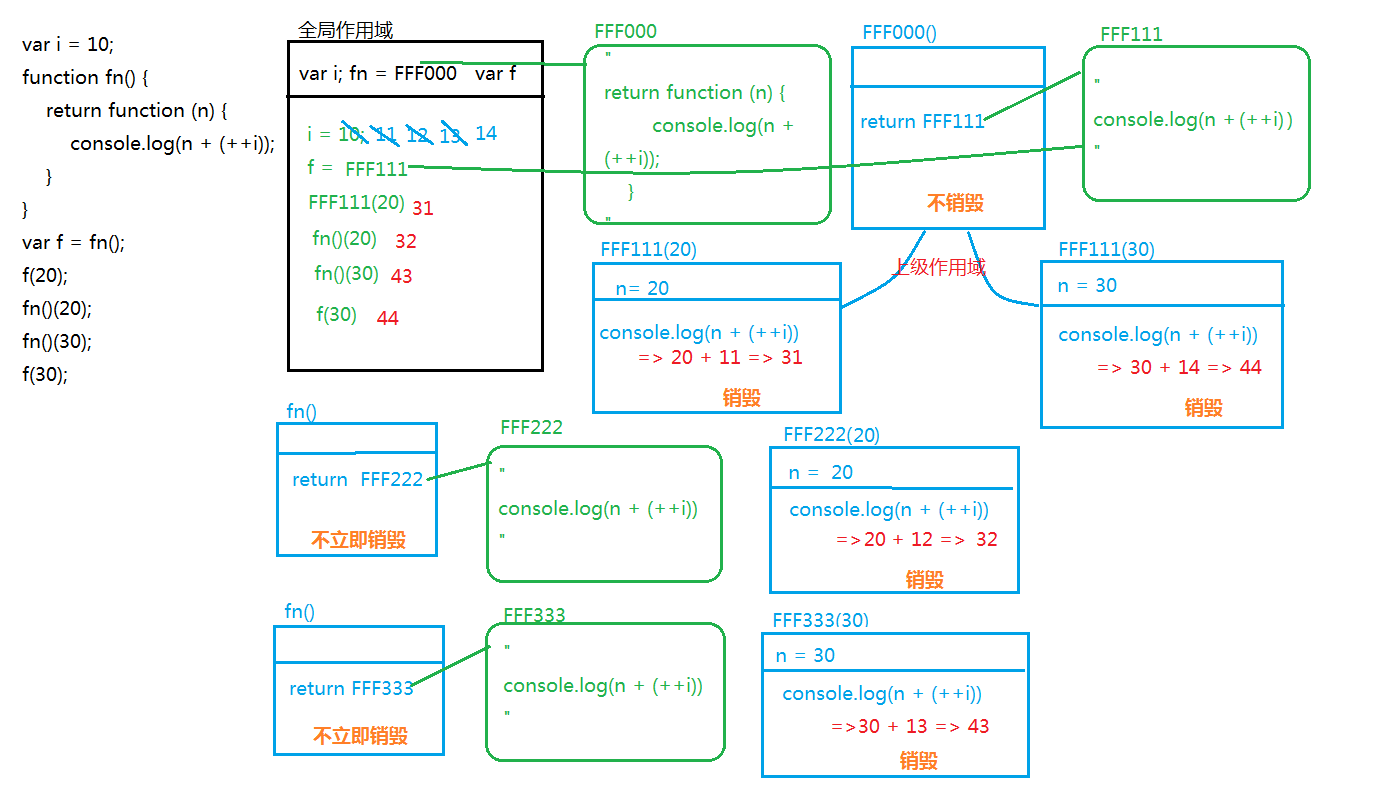 var i = 10;
function fn() {
return function (n) {
console.log(n + (++i));
}
}
var f = fn();
f(20);
fn()(20);
fn()(30);
f(30);
全局作用域
var i; fn = FFF000 var f
i = 10; 11 12 13 14
f = FFF111
FFF111(20) 31
fn()(20) 32
fn()(30) 43
f(30) 44
FFF000
"
return function (n) {
console.log(n +
(++i));
}
"
FFF000()
return FFF111
不销毁
FFF111
"
console.log(n +(++i))
"
上级作用域
FFF111(20)
n= 20
console.log(n + (++i))
=> 20 + 11 => 31
销毁
FFF111(30)
n = 30
console.log(n + (++i))
=> 30 + 14 => 44
销毁
fn()
return FFF222
不立即销毁
FFF222
"
console.log(n + (++i))
"
FFF222(20)
n = 20
console.log(n + (++i))
=>20 + 12 => 32
销毁
fn()
return FFF333
不立即销毁
FFF333
"
console.log(n + (++i))
"
FFF333(30)
n = 30
console.log(n + (++i))
=>30 + 13 => 43
销毁